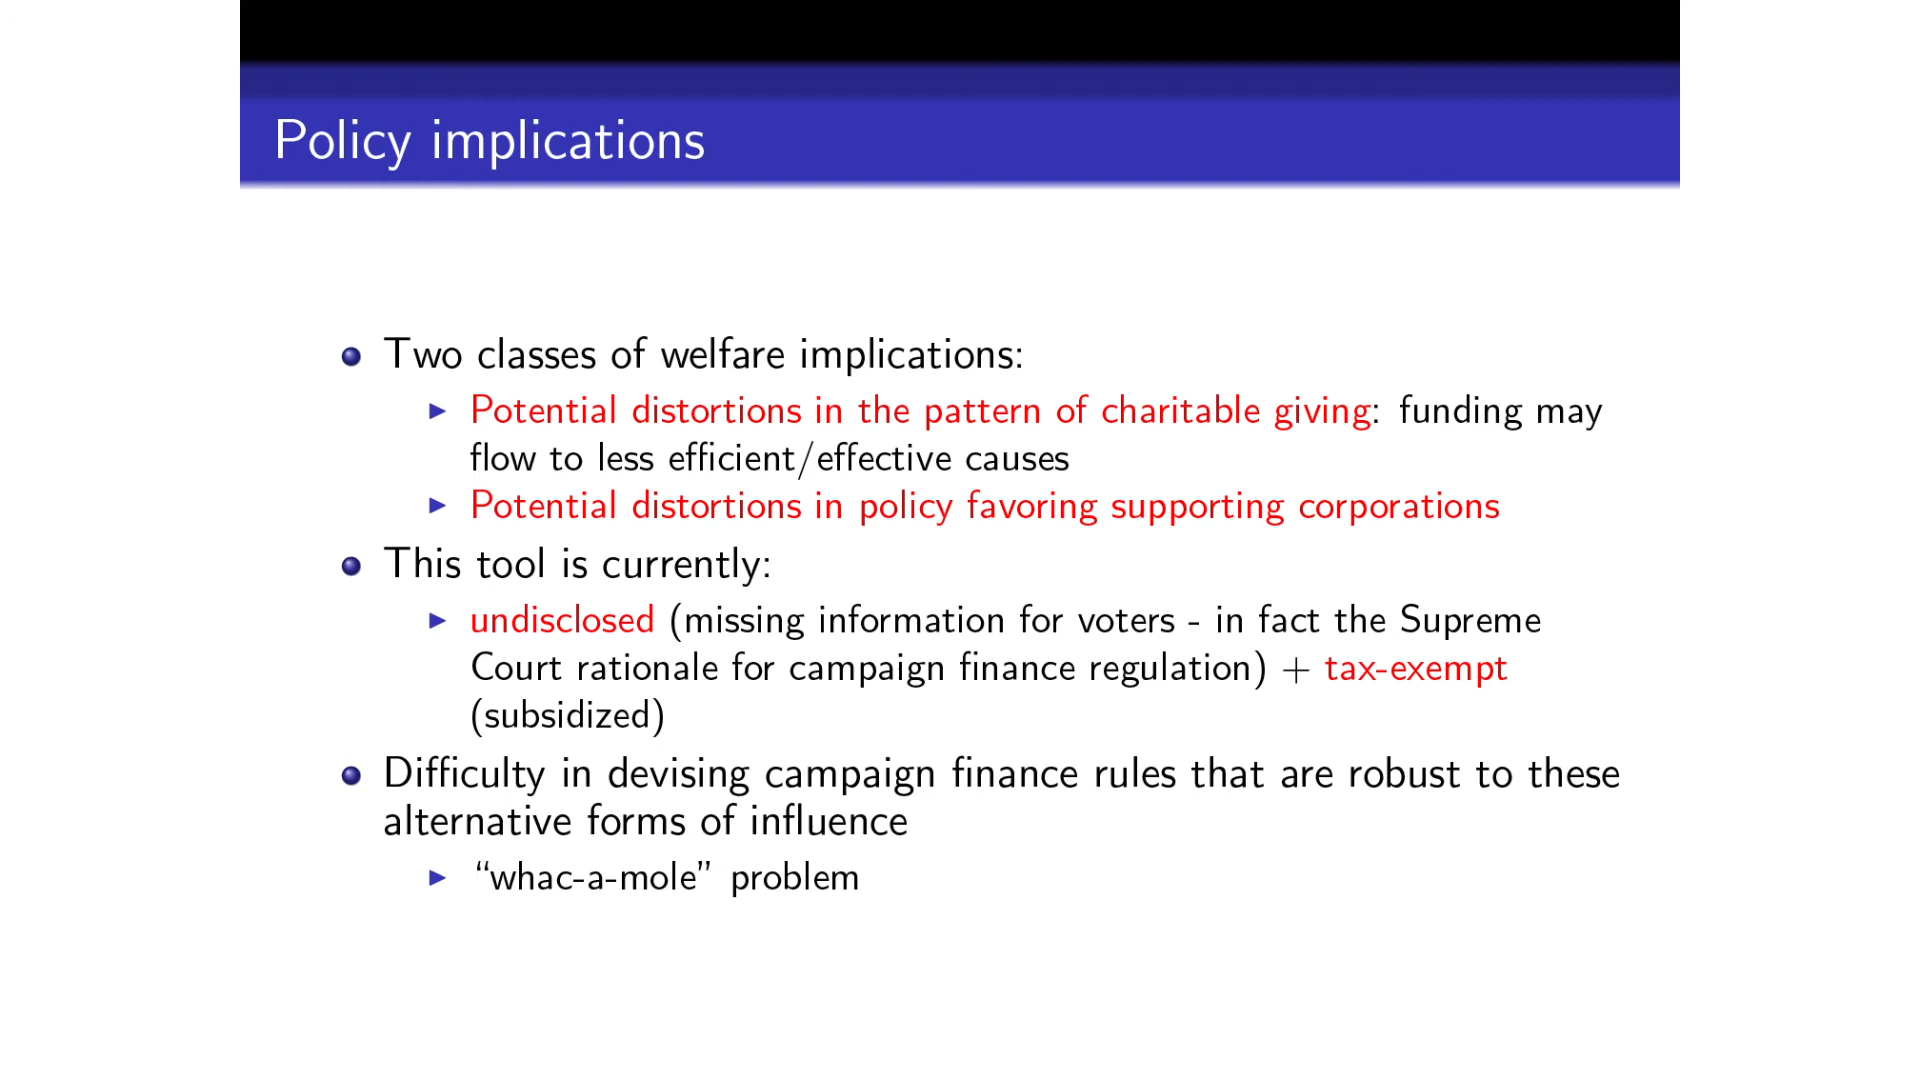 Policy implications
Two classes of welfare implications:
Potential distortions in the pattern of charitable giving: funding may
flow to less efficient/effective causes
Potential distortions in policy favoring supporting corporations
This tool is currently:
undisclosed (missing information for voters - in fact the Supreme
Court rationale for campaign finance regulation) + tax-exempt
(subsidized)
Difficulty in devising campaign finance rules that are robust to these
alternative forms of influence
“whac-a-mole” problem